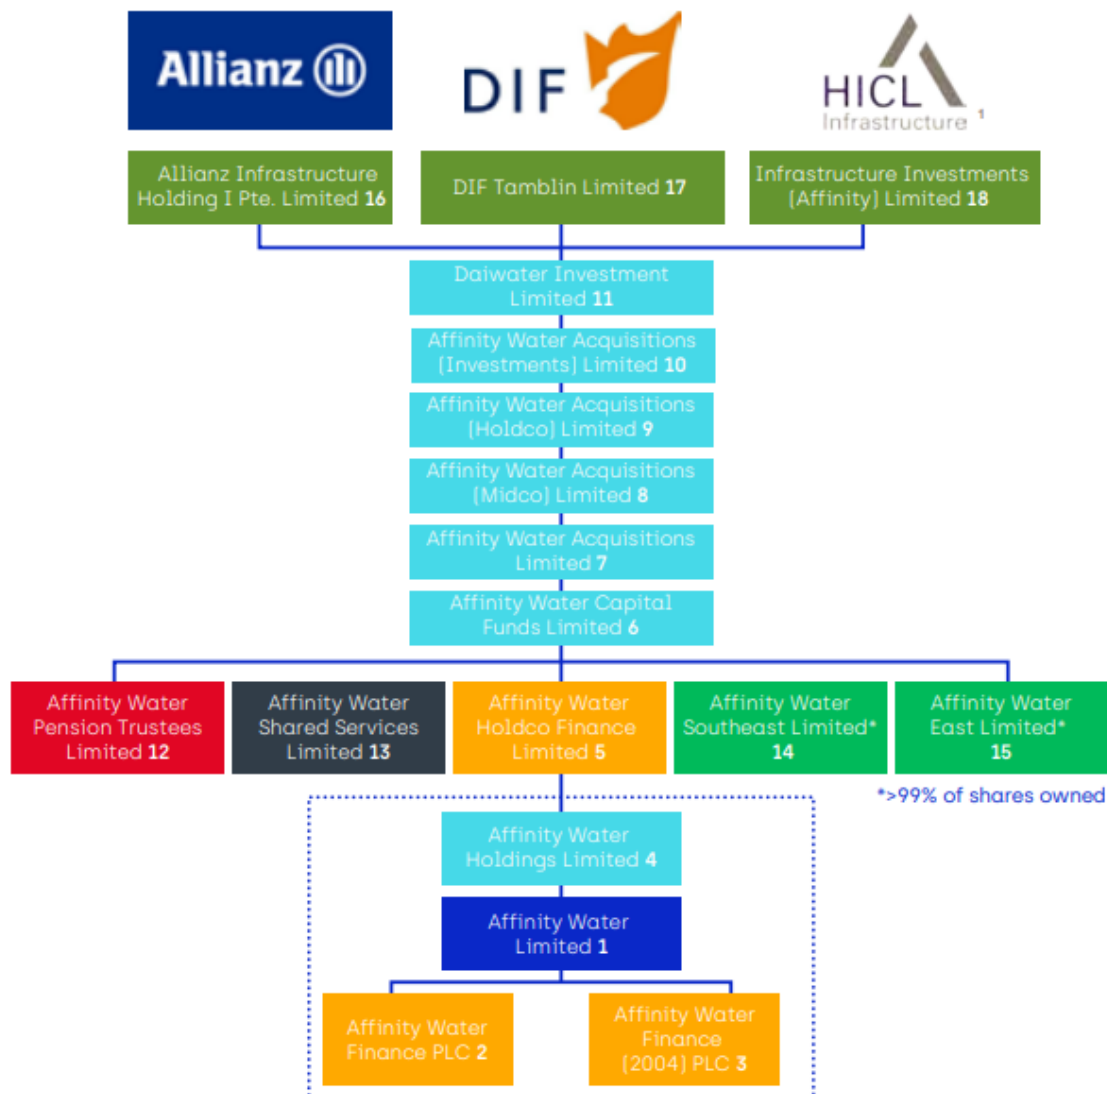 Allianz
DIF
HICL
Infrastructure 1
Allianz Infrastructure
Holding I Pte. Limited 16
DIF Tamblin Limited 17
Infrastructure Investments
(Affinity) Limited 18
Daiwater Investment
Limited 11
Affinity Water Acquisitions
(Investments) Limited 10
Affinity Water Acquisitions
(Holdco) Limited 9
Affinity Water Acquisitions
(Midco) Limited 8
Affinity Water Acquisitions
Limited 7
Affinity Water Capital
Funds Limited 6
Affinity Water
Pension Trustees
Limited 12
Affinity Water
Shared Services
Limited 13
Affinity Water
Holdco Finance
Limited 5
Affinity Water
Southeast Limited*
14
Affinity Water
East Limited*
15
*>99% of shares owned
Affinity Water
Holdings Limited 4
Affinity Water
Limited 1
Affinity Water
Finance PLC 2
Affinity Water
Finance
(2004) PLC 3